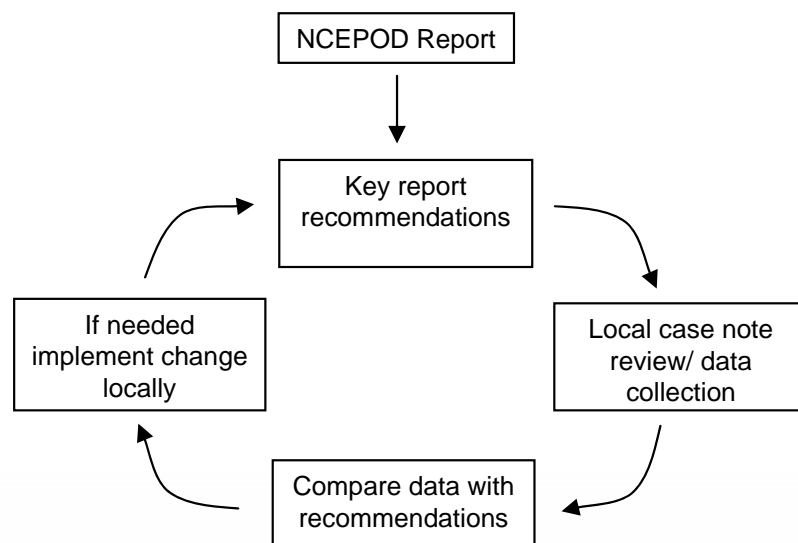 NCEPOD Report
Key report
recommendations
Local case note
review/ data
collection
Compare data with
recommendations
If needed
implement change
locally